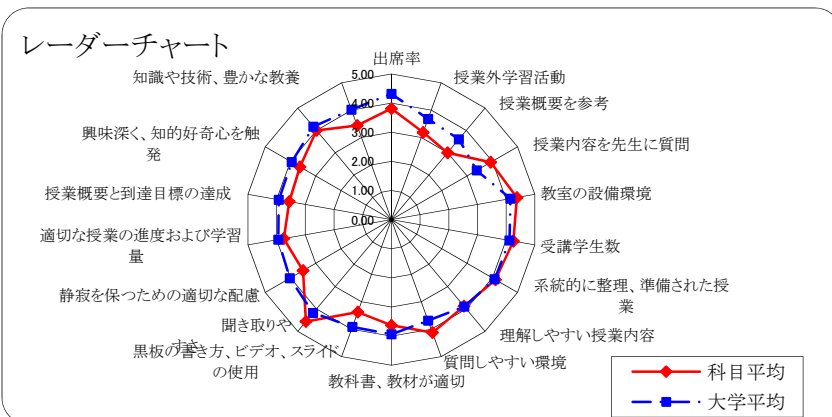 レーダーチャート
出席率
授業外学習活動
授業概要を参考
授業内容を先生に質問
教室の設備環境
受講学生数
系統的に整理、準備された授
業
理解しやすい授業内容
質問しやすい環境
教科書、教材が適切
黒板の書き方、ビデオ、スライド
の使用
聞き取りや
すさ
静寂を保つための適切な配慮
適切な授業の進度および学習
量
授業概要と到達目標の達成
興味深く、知的好奇心を触
発
知識や技術、豊かな教養
5.00
4.00
3.00
2.00
1.00
0.00
科目平均
大学平均